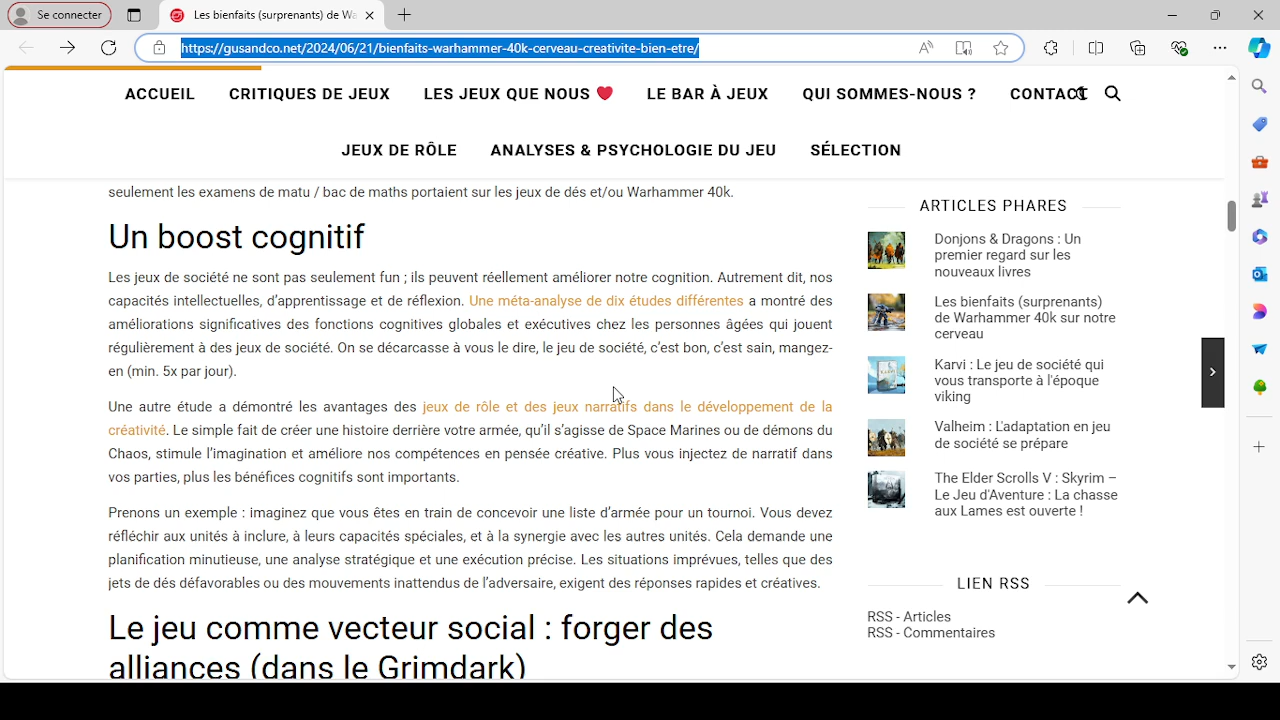 Se connecter
Les bienfaits (surprenants) de Wa
https://gusandco.net/2024/06/21/bienfaits-warhammer-40k-cerveau-creativite-bien-etre/
ACCUEIL
CRITIQUES DE JEUX
LES JEUX QUE NOUS ❤
LE BAR À JEUX
QUI SOMMES-NOUS ?
CONTACT
JEUX DE RÔLE
ANALYSES & PSYCHOLOGIE DU JEU
SÉLECTION
seulement les examens de matu / bac de maths portaient sur les jeux de dés et/ou Warhammer 40k.
Un boost cognitif
Les jeux de société ne sont pas seulement fun ; ils peuvent réellement améliorer notre cognition. Autrement dit, nos
capacités intellectuelles, d'apprentissage et de réflexion. Une méta-analyse de dix études différentes a montré des
améliorations significatives des fonctions cognitives globales et exécutives chez les personnes âgées qui jouent
régulièrement à des jeux de société. On se décarcasse à vous le dire, le jeu de société, c'est bon, c'est sain, mangez-
en (min. 5x par jour).
Une autre étude a démontré les avantages des jeux de rôle et des jeux narratifs dans le développement de la
créativité. Le simple fait de créer une histoire derrière votre armée, qu'il s'agisse de Space Marines ou de démons du
Chaos, stimule l'imagination et améliore nos compétences en pensée créative. Plus vous injectez de narratif dans
vos parties, plus les bénéfices cognitifs sont importants.
Prenons un exemple : imaginez que vous êtes en train de concevoir une liste d'armée pour un tournoi. Vous devez
réfléchir aux unités à inclure, à leurs capacités spéciales, et à la synergie avec les autres unités. Cela demande une
planification minutieuse, une analyse stratégique et une exécution précise. Les situations imprévues, telles que des
jets de dés défavorables ou des mouvements inattendus de l'adversaire, exigent des réponses rapides et créatives.
Le jeu comme vecteur social : forger des
alliances (dans le Grimdark)
ARTICLES PHARES
Donjons & Dragons : Un
premier regard sur les
nouveaux livres
Les bienfaits (surprenants)
de Warhammer 40k sur notre
cerveau
Karvi : Le jeu de société qui
vous transporte à l'époque
viking
Valheim : L'adaptation en jeu
de société se prépare
The Elder Scrolls V : Skyrim –
Le Jeu d'Aventure : La chasse
aux Lames est ouverte !
LIEN RSS
RSS - Articles
RSS - Commentaires